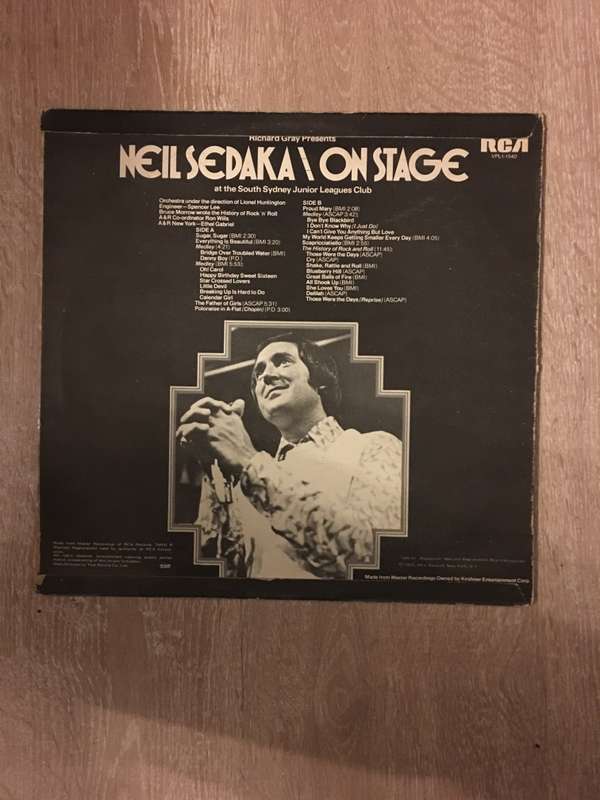 Richard Gray Presents
NEIL SEDAKA \ ON STAGE
at the South Sydney Junior Leagues Club
RCA
VPL1-1540
Orchestra under the direction of Lionel Huntington
Engineer-Spencer Lee
Bruce Morrow wrote the History of Rock 'n' Roll
A&R Co-ordinator Ron Wills
A&R New York-Ethel Gabriel
SIDE A
Sugar, Sugar (BMI 2:30)
Everything is Beautiful (BMI 3:20)
Medley (4:21)
Bridge Over Troubled Water (BMI)
Danny Boy (P.D.)
Medley (BMI 5:53)
Oh! Carol
Happy Birthday Sweet Sixteen
Star Crossed Lovers
Little Devil
Breaking Up Is Hard to Do
Calendar Girl
The Father of Girls (ASCAP 5:31)
Polonaise in A-Flat (Chopin) (P.D. 3:00)
SIDE B
Proud Mary (BMI 2:08)
Medley (ASCAP 3:42)
Bye Bye Blackbird
I Don't Know Why (I Just Do)
I Can't Give You Anything But Love
My World Keeps Getting Smaller Every Day (BMI 4:05)
Scapricciatiello (BMI 2:55)
The History of Rock and Roll (11:45)
Those Were the Days (ASCAP)
Cry (ASCAP)
Shake, Rattle and Roll (BMI)
Blueberry Hill (ASCAP)
Great Balls of Fire (BMI)
All Shook Up (BMI)
She Loves You (BMI)
Delilah (ASCAP)
Those Were the Days (Reprise) (ASCAP)
Made from Master Recordings Owned by Kirshner Entertainment Corp.